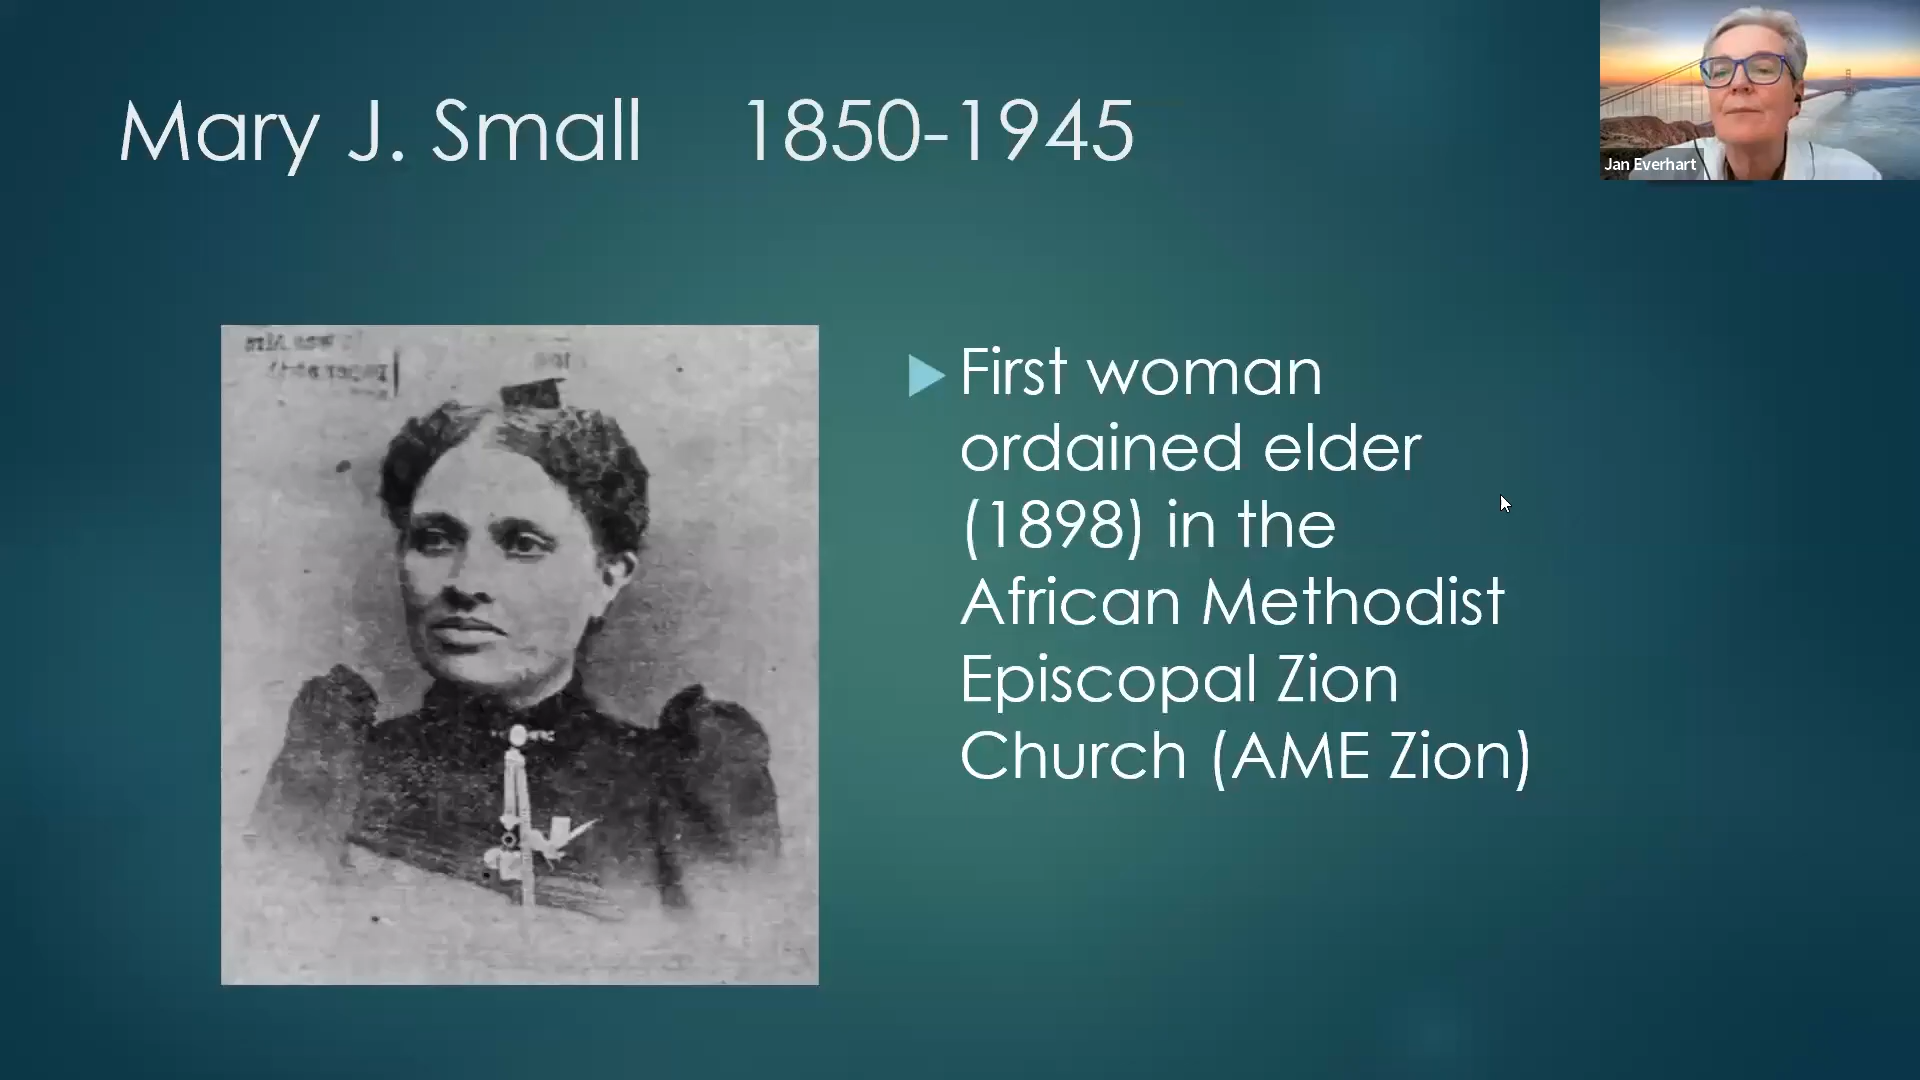 Mary J. Small 1850-1945
Jan Everhart
First woman
ordained elder
(1898) in the
African Methodist
Episcopal Zion
Church (AME Zion)